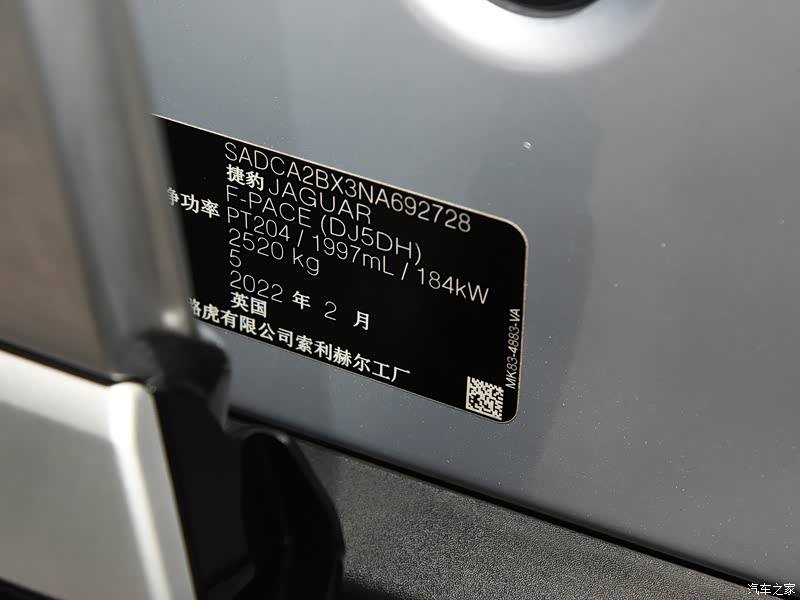 SADCA2BX3NA692728
捷豹 JAGUAR
F-PACE (DJ5DH)
净功率 PT204 / 1997mL / 184kW
2520 kg
5
2022 年 2 月
英国
路虎有限公司索利赫尔工厂
MK83-4883-VA
汽车之家